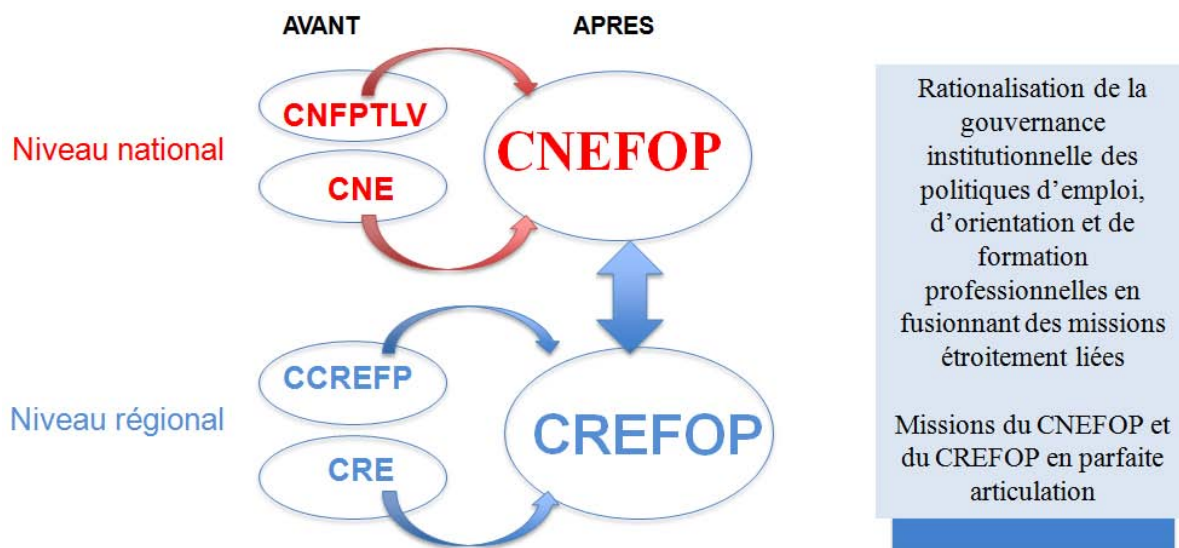 AVANT
APRES
Niveau national
CNFPTLV
CNE
CNEFOP
Niveau régional
CCREFP
CRE
CREFOP
Rationalisation de la
gouvernance
institutionnelle des
politiques d’emploi,
d’orientation et de
formation
professionnelles en
fusionnant des missions
étroitement liées
Missions du CNEFOP et
du CREFOP en parfaite
articulation